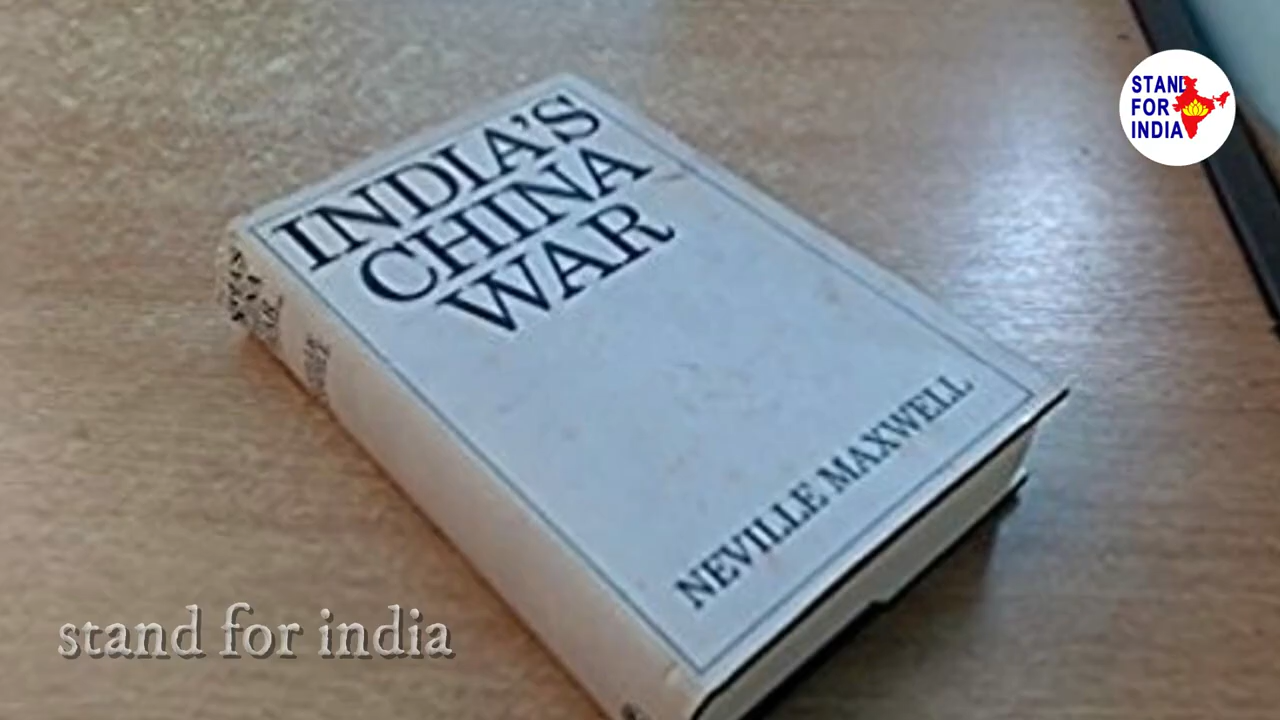 INDIA'S
CHINA
WAR
NEVILLE MAXWELL
STAND
FOR
INDIA
stand for india